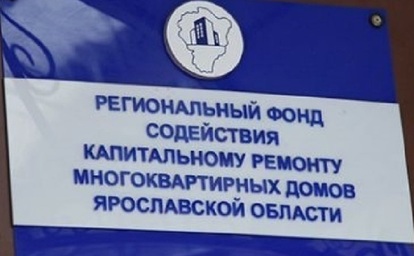 РЕГИОНАЛЬНЫЙ ФОНД
СОДЕЙСТВИЯ
КАПИТАЛЬНОМУ РЕМОНТУ
МНОГОКВАРТИРНЫХ ДОМОВ
ЯРОСЛАВСКОЙ ОБЛАСТИ